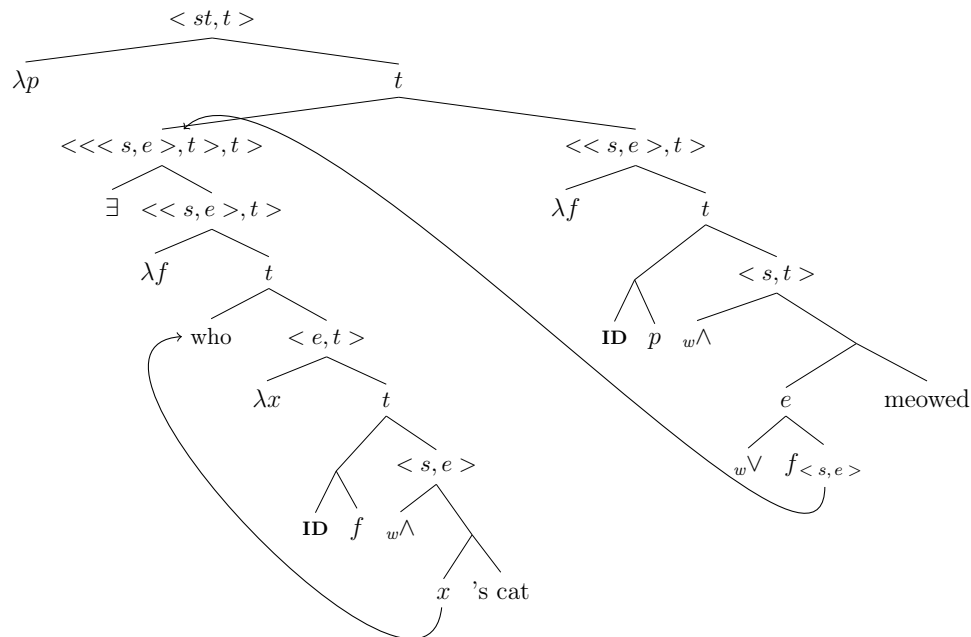 < st, t >
λp t
<<< s, e >, t >, t > << s, e >, t >
∃ << s, e >, t > λf t
λf t < s, t >
who < e, t > ID p w∧
λx t e meowed
< s, e > w∨ f< s, e >
ID f w∧
x 's cat